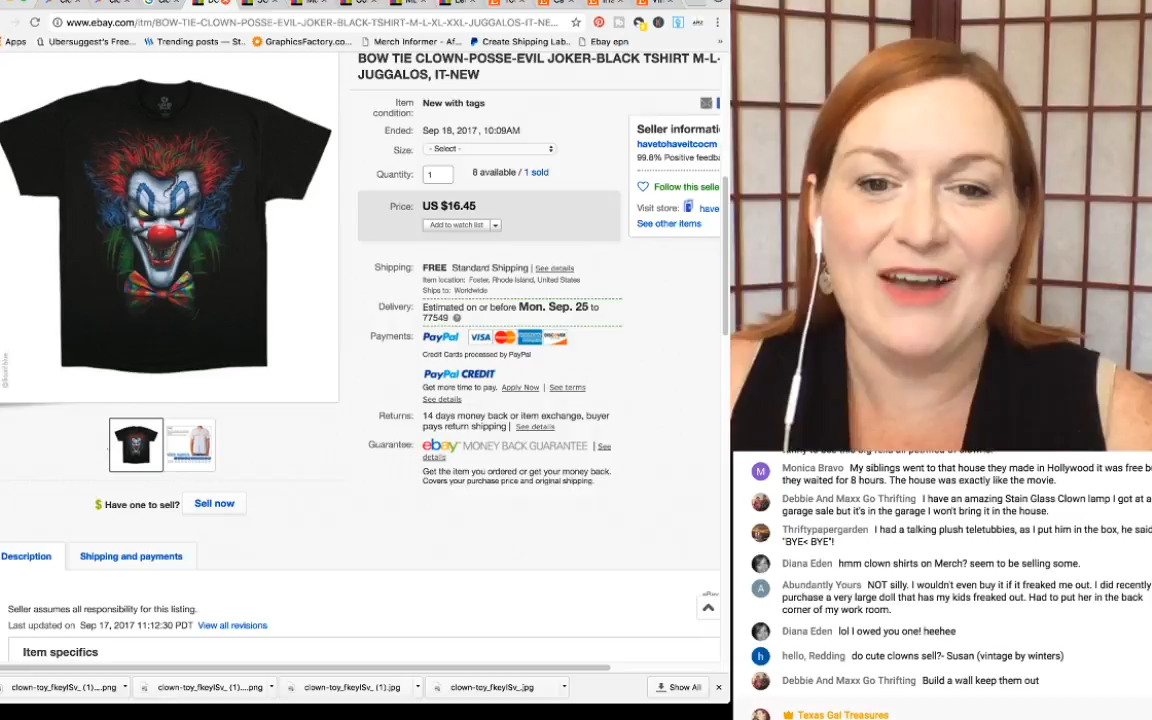 www.ebay.com/itm/BOW-TIE-CLOWN-POSSE-EVIL-JOKER-BLACK-TSHIRT-M-L-XL-XXL-JUGGALOS-IT-NE...
Apps Ubersuggest's Free... Trending posts — St.. GraphicsFactory.co... Merch Informer - Af... Create Shipping Lab.. Ebay epn »
BOW TIE CLOWN-POSSE-EVIL JOKER-BLACK TSHIRT M-L-
JUGGALOS, IT-NEW
Item condition: New with tags
Ended: Sep 18, 2017 , 10:09AM
Size: - Select -
Quantity: 1 8 available / 1 sold
Price: US $16.45
Add to watch list
Seller informati
havetohaveitcocm
99.8% Positive feedba
Follow this selle
Visit store: have
See other items
Shipping: FREE Standard Shipping | See details
Item location: Foster, Rhode Island, United States
Ships to: Worldwide
Delivery: Estimated on or before Mon. Sep. 25 to
77549
Payments: PayPal VISA MasterCard DISCOVER
Credit Cards processed by PayPal
PayPal CREDIT
Get more time to pay. Apply Now | See terms
See details
Returns: 14 days money back or item exchange, buyer
pays return shipping | See details
Guarantee: ebay MONEY BACK GUARANTEE | See
details
Get the item you ordered or get your money back.
Covers your purchase price and original shipping.
$ Have one to sell? Sell now
Description Shipping and payments
Seller assumes all responsibility for this listing.
Last updated on Sep 17, 2017 11:12:30 PDT View all revisions
Item specifics
clown-toy_fkeyISv_ (1)....png clown-toy_fkeyISv_ (1)....png clown-toy_fkeyISv_ (1).jpg clown-toy_fkeyISv_.jpg Show All ×
M Monica Bravo My siblings went to that house they made in Hollywood it was free bu
they waited for 8 hours. The house was exactly like the movie.
Debbie And Maxx Go Thrifting I have an amazing Stain Glass Clown lamp I got at a
garage sale but it's in the garage I won't bring it in the house.
Thriftypapergarden I had a talking plush teletubbies, as I put him in the box, he said
"BYE< BYE"!
Diana Eden hmm clown shirts on Merch? seem to be selling some.
A Abundantly Yours NOT silly. I wouldn't even buy it if it freaked me out. I did recently
purchase a very large doll that has my kids freaked out. Had to put her in the back
corner of my work room.
Diana Eden lol I owed you one! heehee
h hello, Redding do cute clowns sell?- Susan (vintage by winters)
Debbie And Maxx Go Thrifting Build a wall keep them out
Texas Gal Treasures